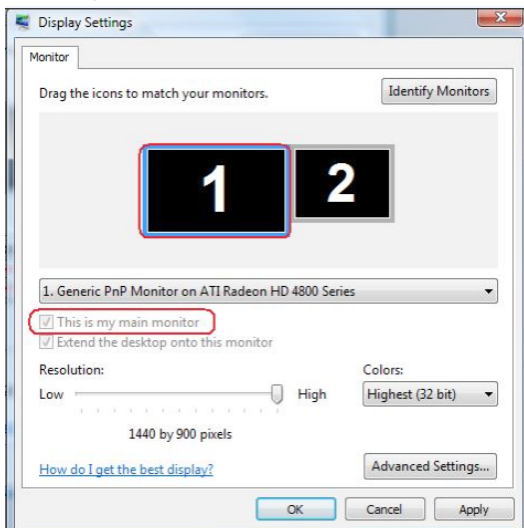 Display Settings
Monitor
Drag the icons to match your monitors.
Identify Monitors
1
2
1. Generic PnP Monitor on ATI Radeon HD 4800 Series
This is my main monitor
Extend the desktop onto this monitor
Resolution:
Colors:
Low
High
Highest (32 bit)
1440 by 900 pixels
How do I get the best display?
Advanced Settings...
OK
Cancel
Apply